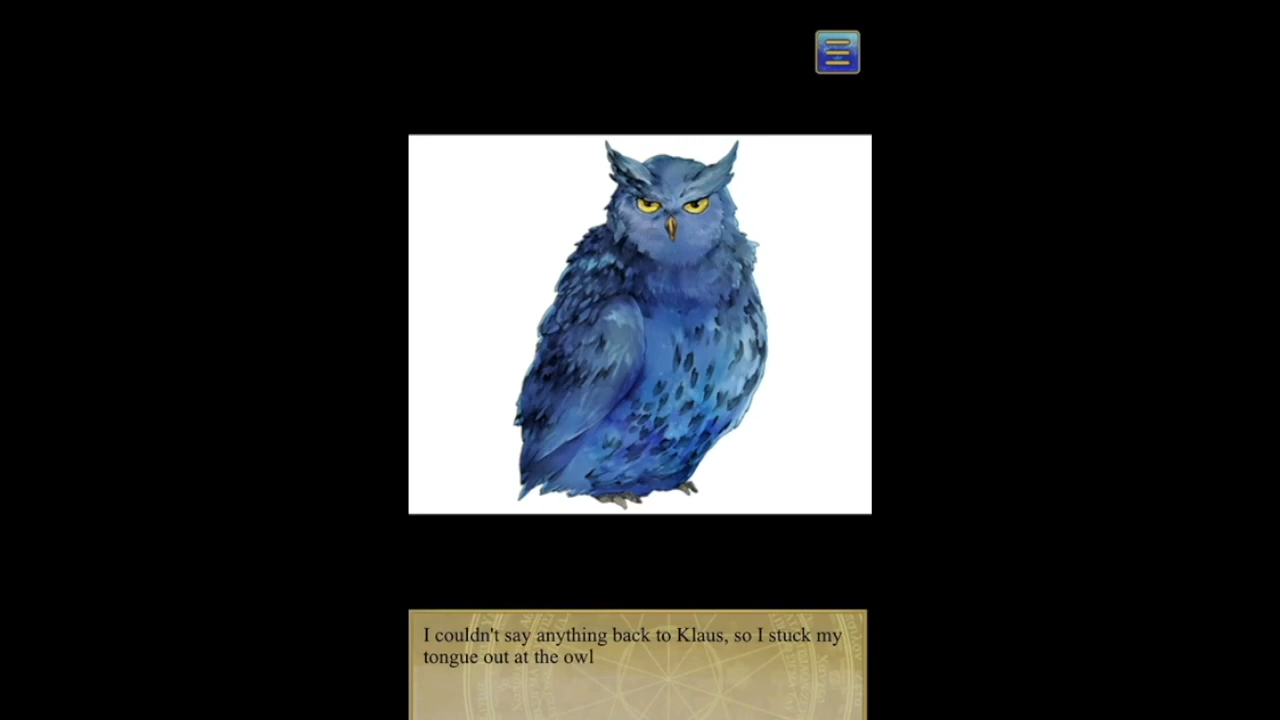 I couldn't say anything back to Klaus, so I stuck my
tongue out at the owl